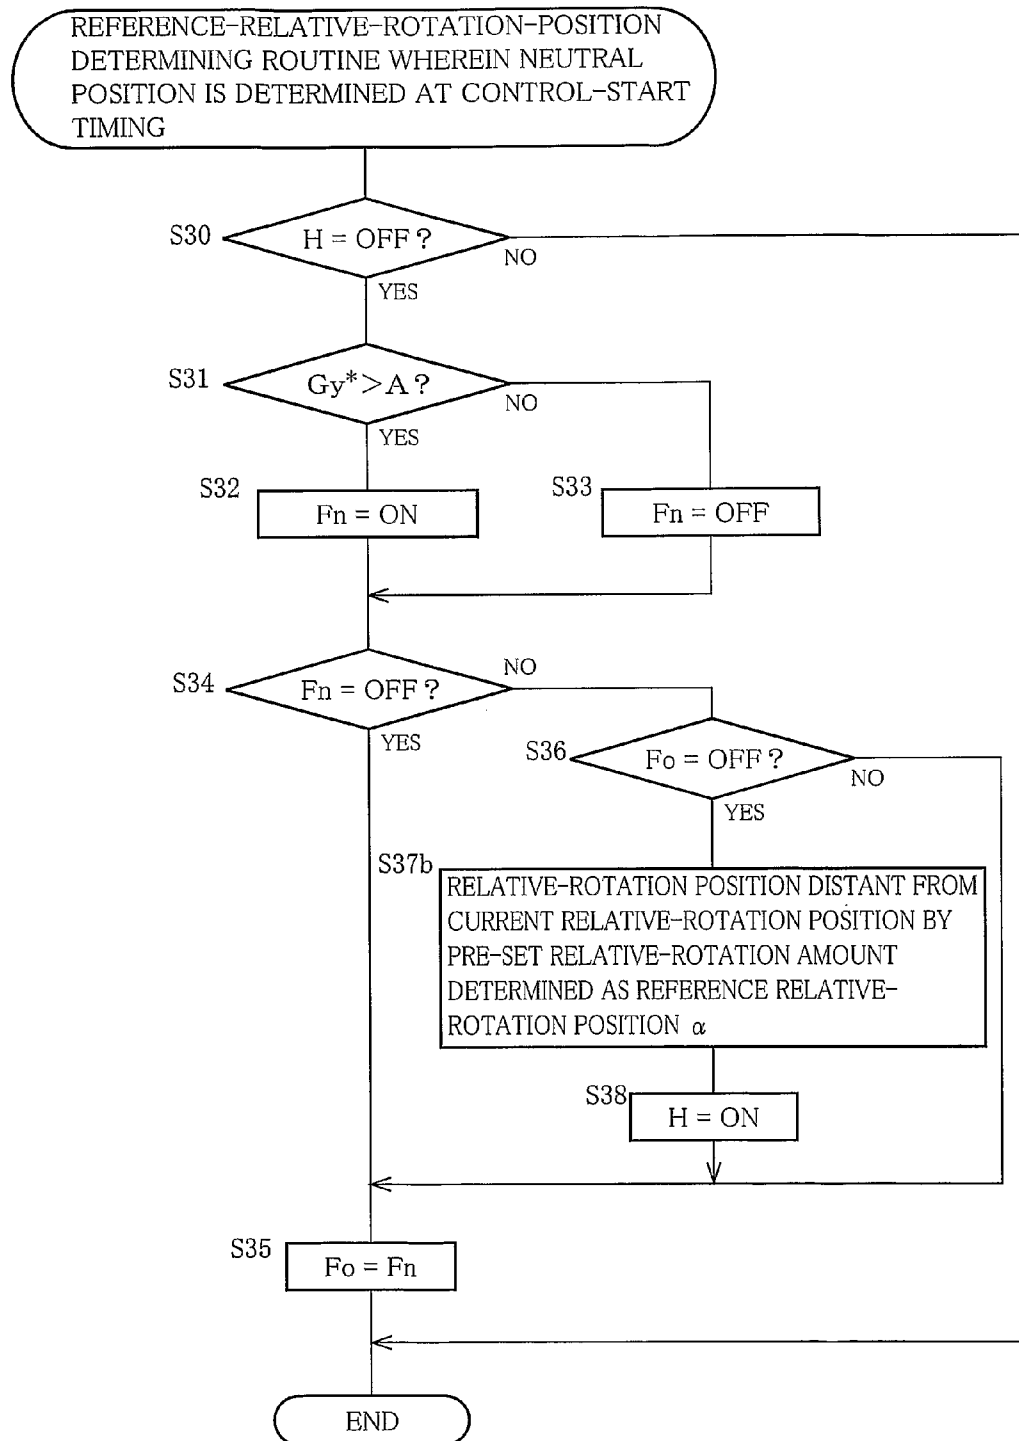 REFERENCE-RELATIVE-ROTATION-POSITION
DETERMINING ROUTINE WHEREIN NEUTRAL
POSITION IS DETERMINED AT CONTROL-START
TIMING
S30
H = OFF?
NO
YES
S31
Gy*>A?
NO
YES
S32
Fn = ON
S33
Fn = OFF
S34
Fn = OFF?
NO
YES
S36
Fo = OFF?
NO
YES
S37b
RELATIVE-ROTATION POSITION DISTANT FROM
CURRENT RELATIVE-ROTATION POSITION BY
PRE-SET RELATIVE-ROTATION AMOUNT
DETERMINED AS REFERENCE RELATIVE-
ROTATION POSITION α
S38
H = ON
S35
Fo = Fn
END